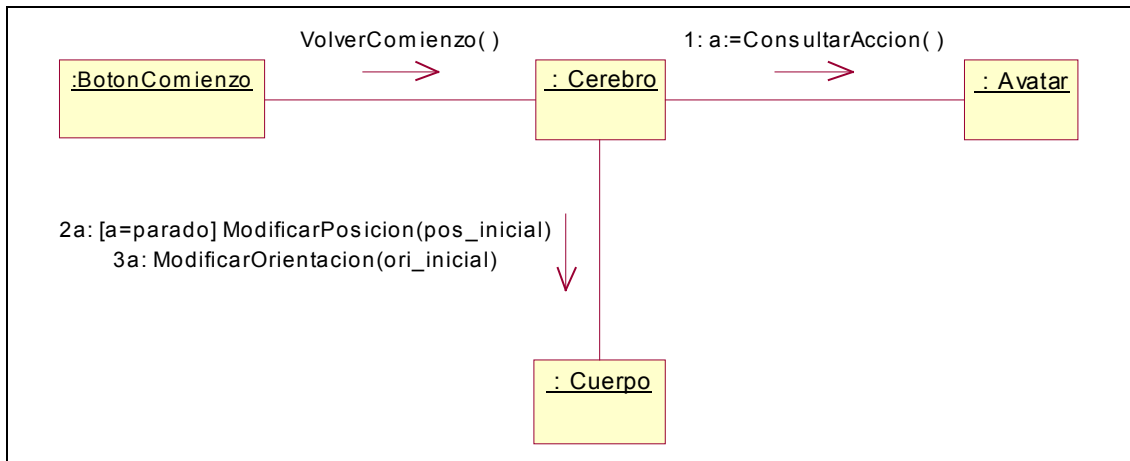 VolverComienzo( )
1: a:=ConsultarAccion( )
:BotonComienzo
: Cerebro
: Avatar
2a: [a=parado] ModificarPosicion(pos_inicial)
3a: ModificarOrientacion(ori_inicial)
: Cuerpo